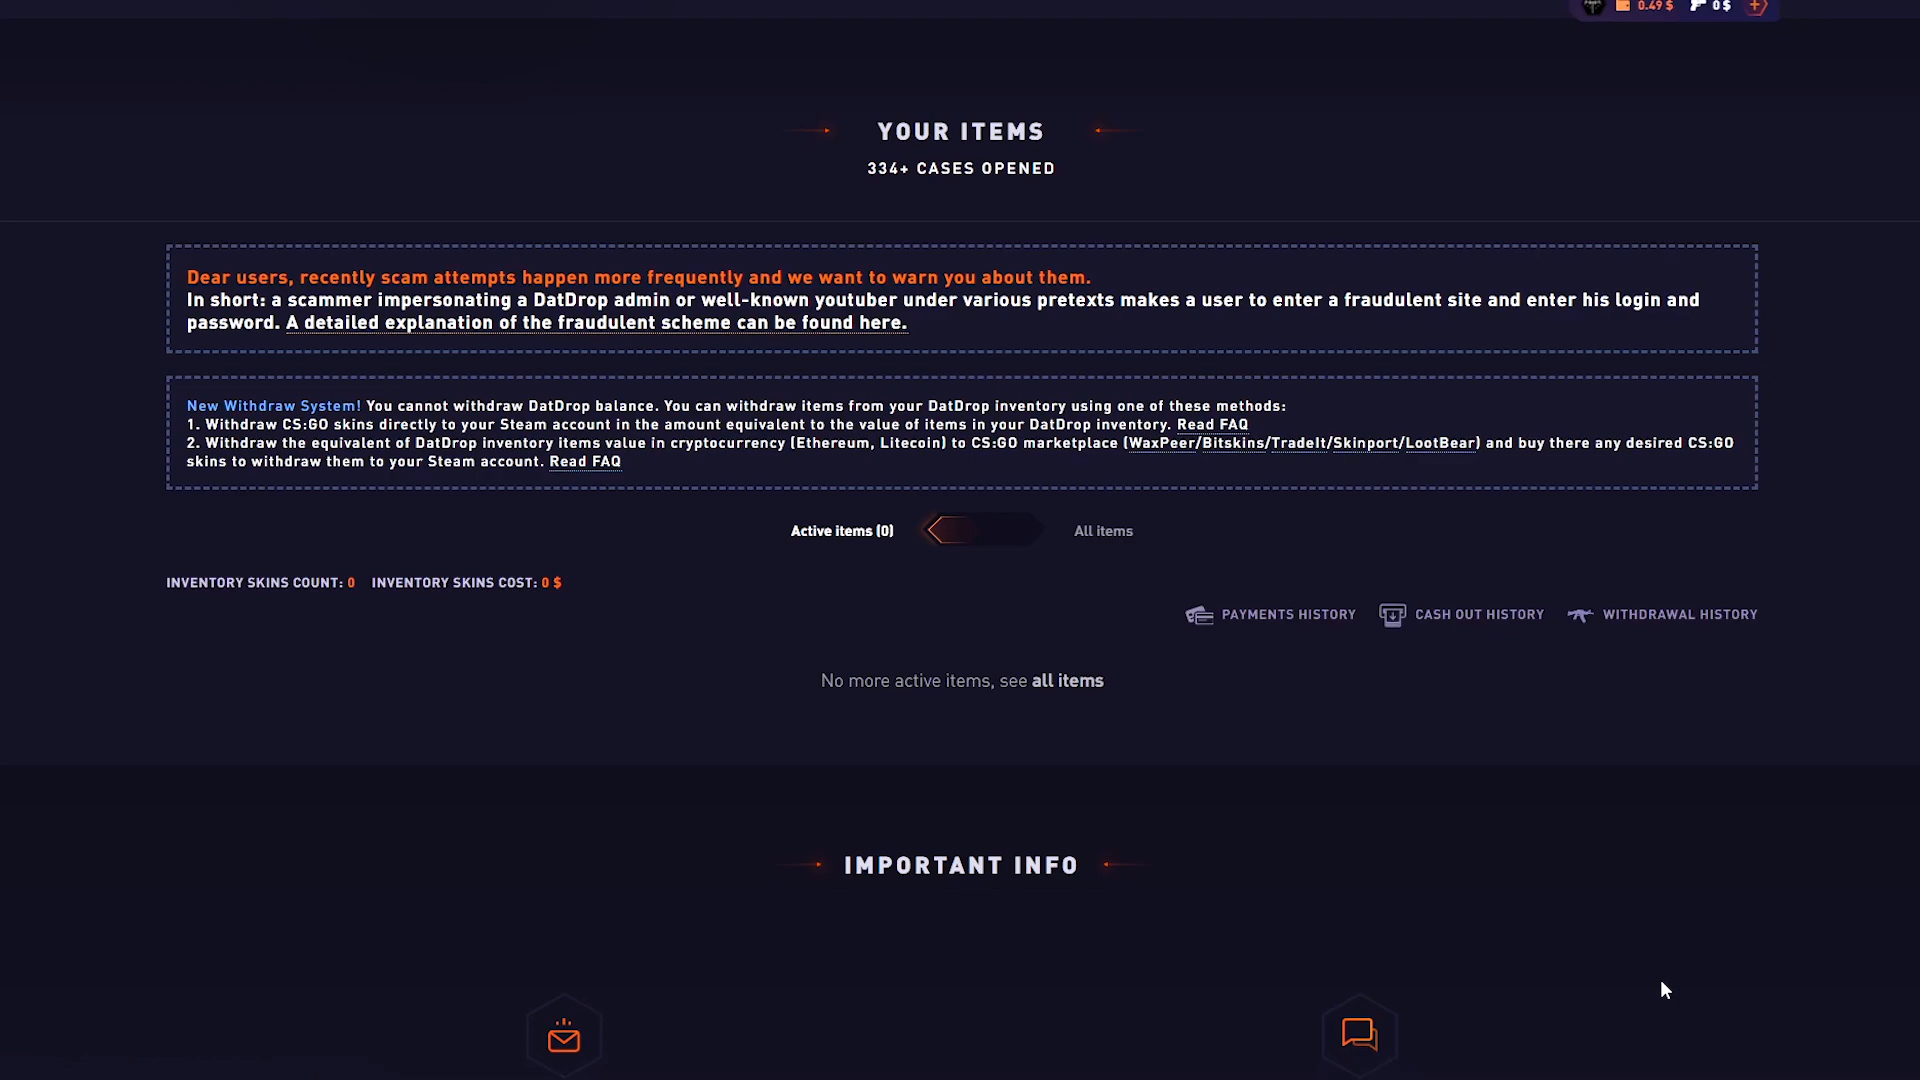 0.49 $ 0 $
YOUR ITEMS
334+ CASES OPENED
Dear users, recently scam attempts happen more frequently and we want to warn you about them.
In short: a scammer impersonating a DatDrop admin or well-known youtuber under various pretexts makes a user to enter a fraudulent site and enter his login and
password. A detailed explanation of the fraudulent scheme can be found here.
New Withdraw System! You cannot withdraw DatDrop balance. You can withdraw items from your DatDrop inventory using one of these methods:
1. Withdraw CS:GO skins directly to your Steam account in the amount equivalent to the value of items in your DatDrop inventory. Read FAQ
2. Withdraw the equivalent of DatDrop inventory items value in cryptocurrency (Ethereum, Litecoin) to CS:GO marketplace (WaxPeer/Bitskins/TradeIt/Skinport/LootBear) and buy there any desired CS:GO
skins to withdraw them to your Steam account. Read FAQ
Active items (0) All items
INVENTORY SKINS COUNT: 0 INVENTORY SKINS COST: 0 $
PAYMENTS HISTORY CASH OUT HISTORY WITHDRAWAL HISTORY
No more active items, see all items
IMPORTANT INFO